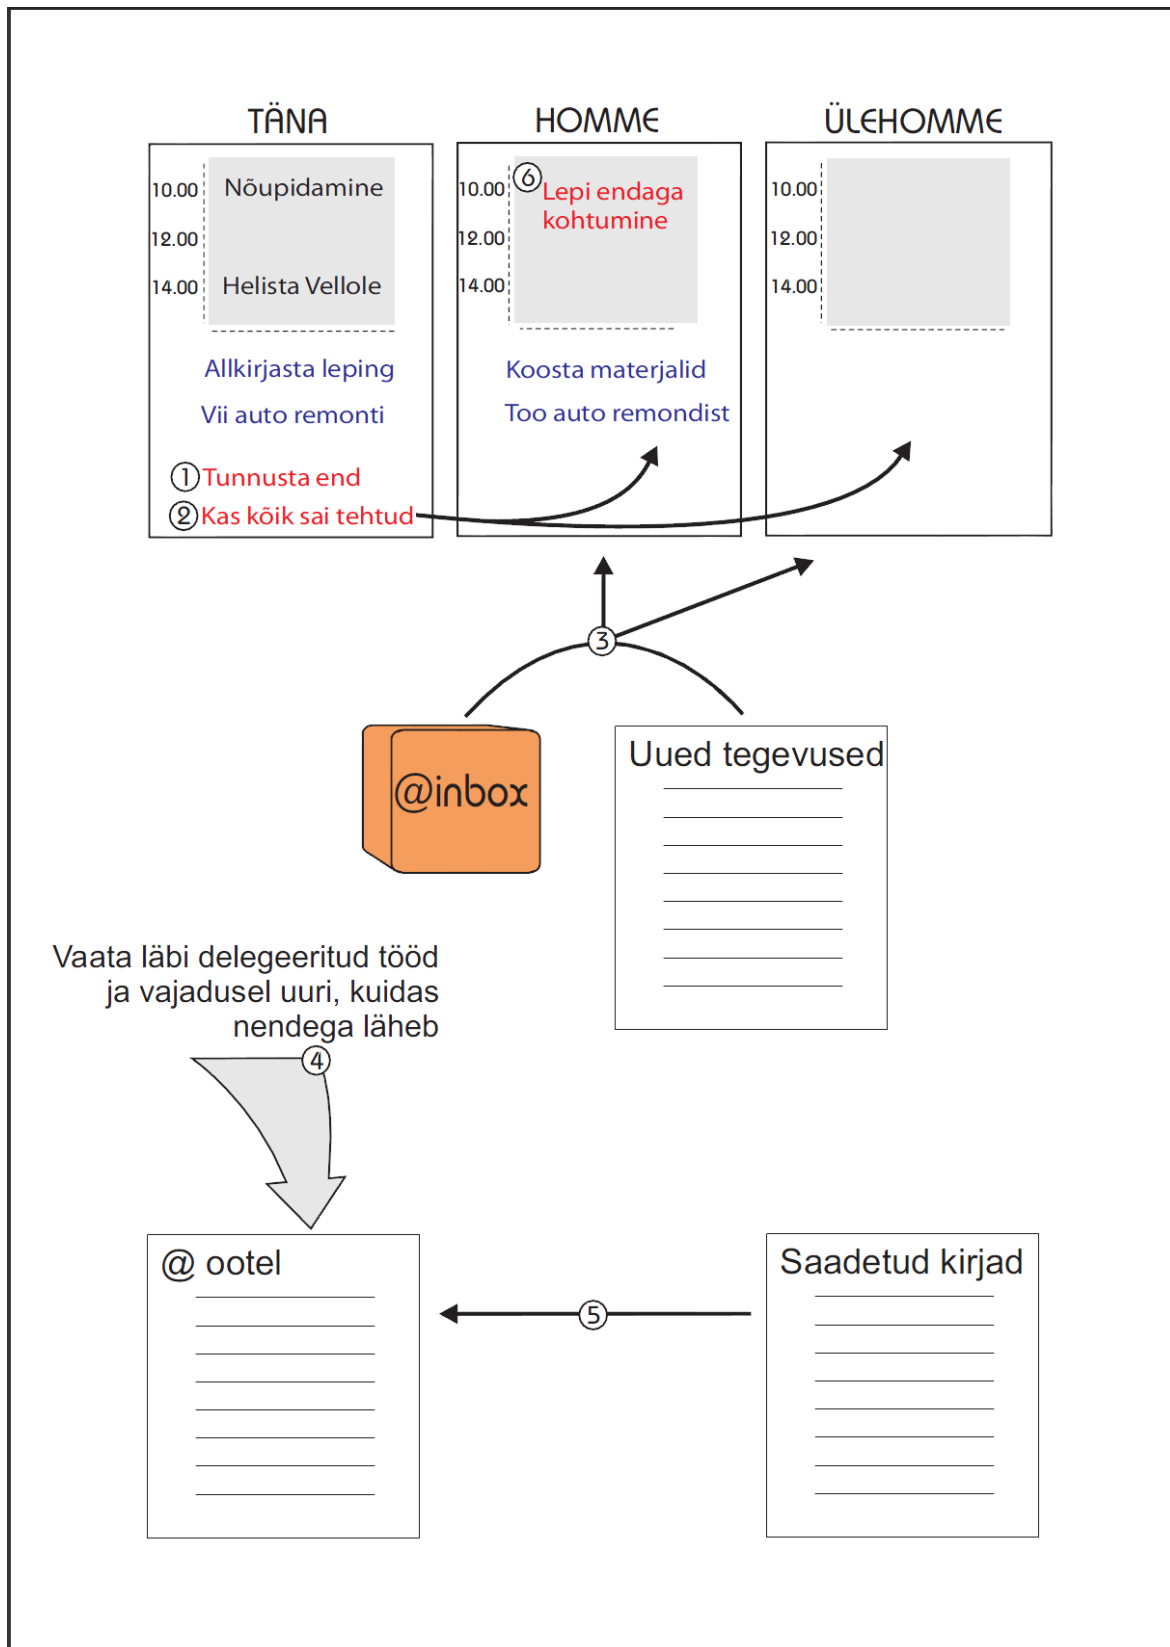 TÄNA
10.00 Nõupidamine
12.00
14.00 Helista Vellole
Allkirjasta leping
Vii auto remonti
1 Tunnusta end
2 Kas kõik sai tehtud
HOMME
10.00 6 Lepi endaga
kohtumine
12.00
14.00
Koosta materjalid
Too auto remondist
ÜLEHOMME
10.00
12.00
14.00
3
@inbox
Uued tegevused
Vaata läbi delegeeritud tööd
ja vajadusel uuri, kuidas
nendega läheb
4
@ ootel
5
Saadetud kirjad